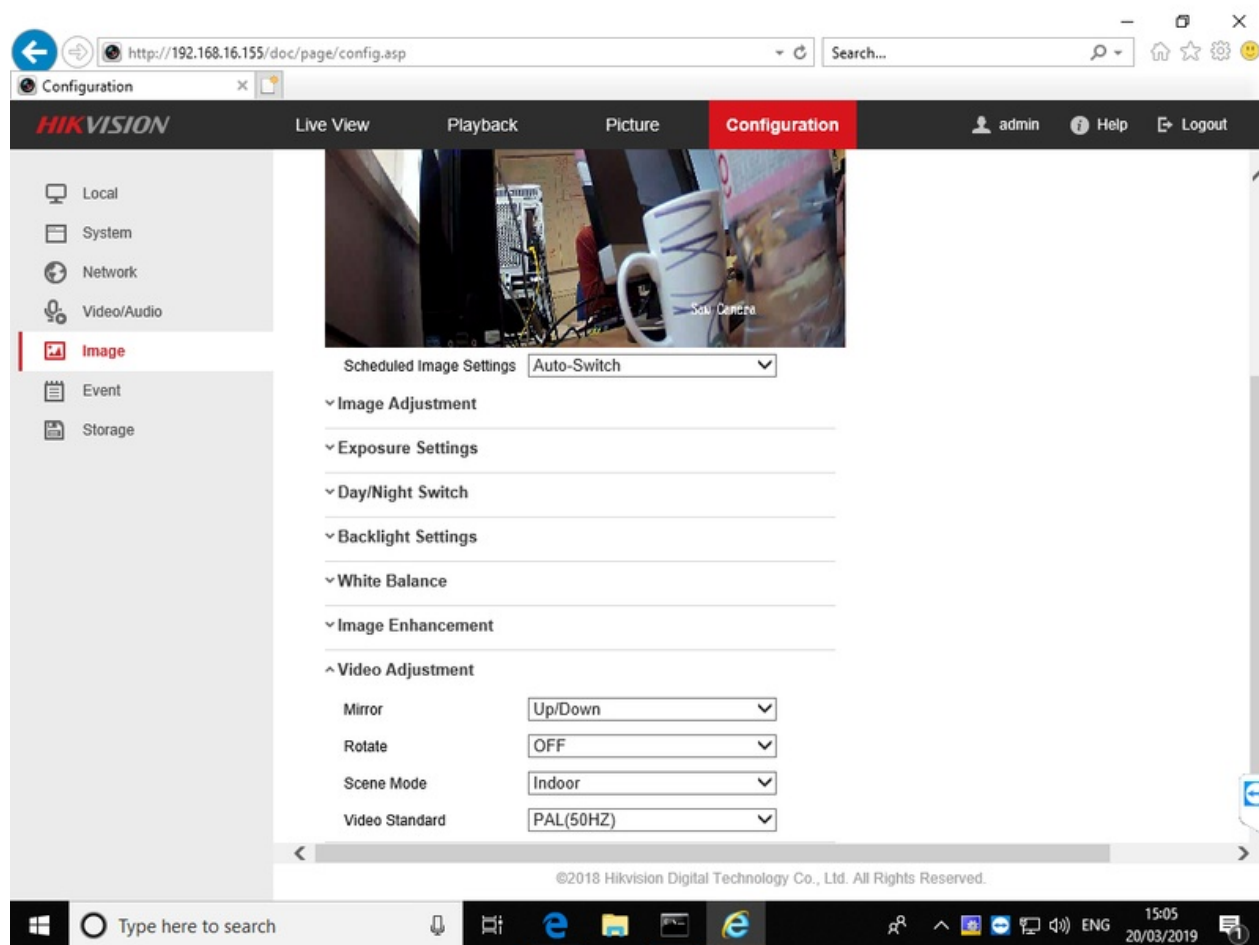 http://192.168.16.155/doc/page/config.asp
Search...
Configuration
HIKVISION
Live View
Playback
Picture
Configuration
admin
Help
Logout
Local
System
Network
Video/Audio
Image
Event
Storage
Camera
Scheduled Image Settings Auto-Switch
Image Adjustment
Exposure Settings
Day/Night Switch
Backlight Settings
White Balance
Image Enhancement
Video Adjustment
Mirror Up/Down
Rotate OFF
Scene Mode Indoor
Video Standard PAL(50HZ)
©2018 Hikvision Digital Technology Co., Ltd. All Rights Reserved.
Type here to search
ENG
15:05
20/03/2019
1